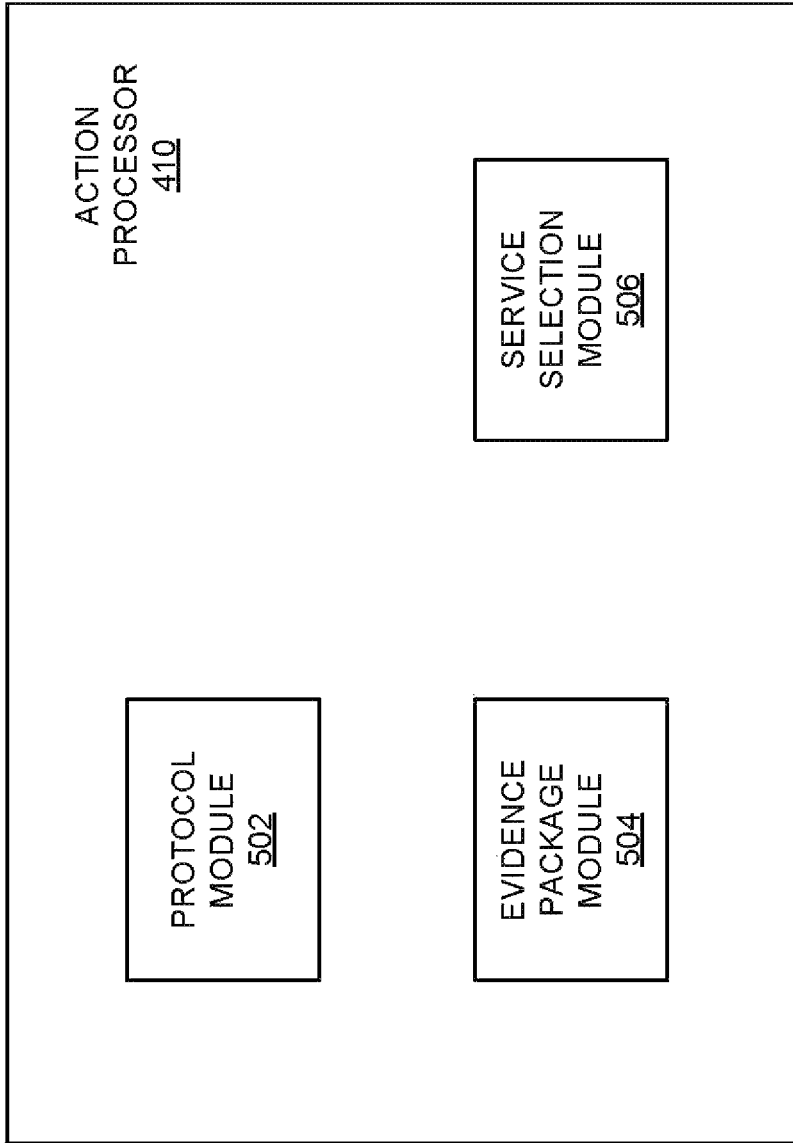 ACTION
PROCESSOR
410
PROTOCOL
MODULE
502
EVIDENCE
PACKAGE
MODULE
504
SERVICE
SELECTION
MODULE
506